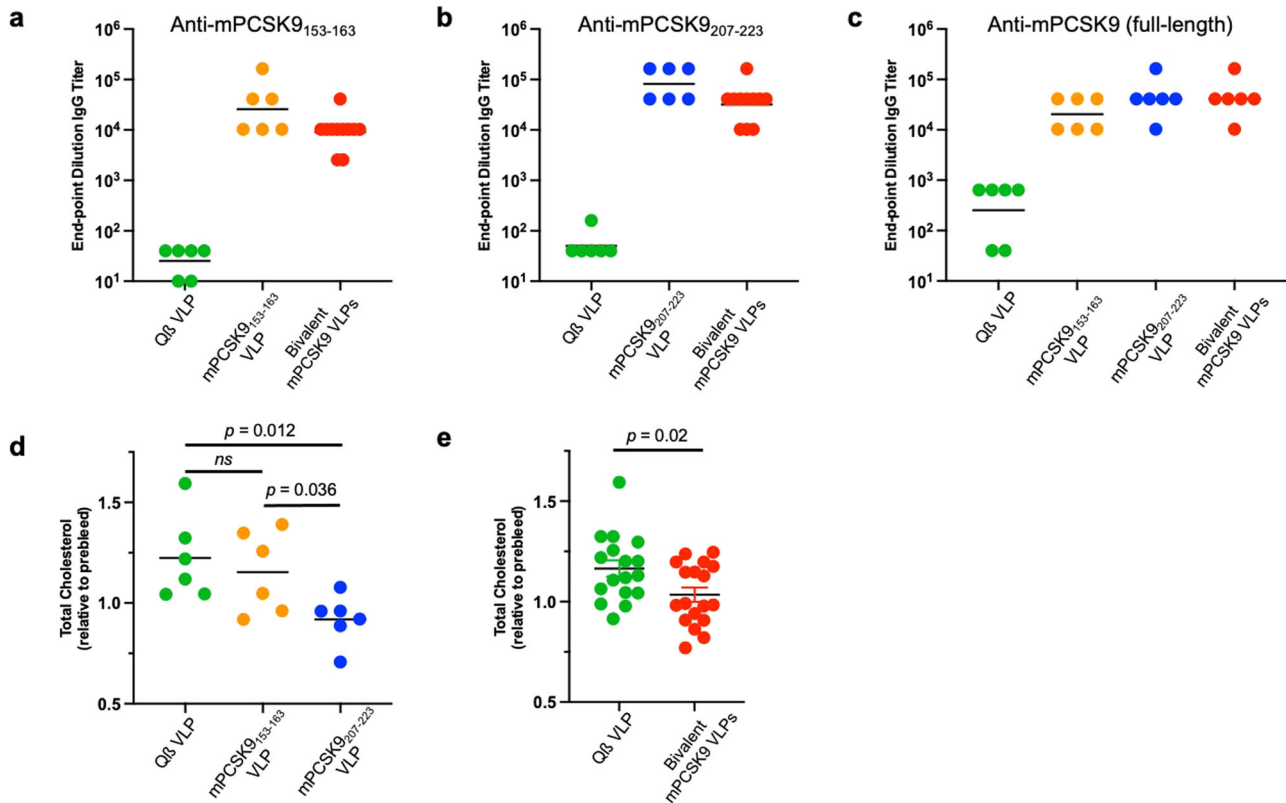 a
Anti-mPCSK9153-163
End-point Dilution IgG Titer
10⁶
10⁵
10⁴
10³
10²
10¹
Qß VLP
mPCSK9153-163
VLP
Bivalent
mPCSK9 VLPs
b
Anti-mPCSK9207-223
End-point Dilution IgG Titer
10⁶
10⁵
10⁴
10³
10²
10¹
Qß VLP
mPCSK9207-223
VLP
Bivalent
mPCSK9 VLPs
c
Anti-mPCSK9 (full-length)
End-point Dilution IgG Titer
10⁶
10⁵
10⁴
10³
10²
10¹
Qß VLP
mPCSK9153-163
VLP
mPCSK9207-223
VLP
Bivalent
mPCSK9 VLPs
d
p = 0.012
ns
p = 0.036
Total Cholesterol
(relative to prebleed)
1.5
1.0
0.5
Qß VLP
mPCSK9153-163
VLP
mPCSK9207-223
VLP
e
p = 0.02
Total Cholesterol
(relative to prebleed)
1.5
1.0
0.5
Qß VLP
Bivalent
mPCSK9 VLPs